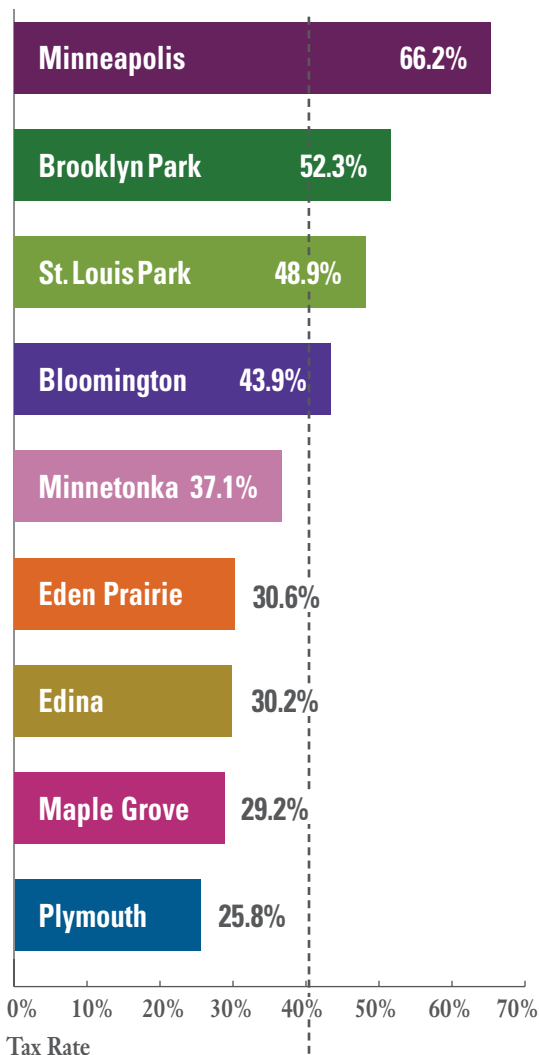 Minneapolis 66.2%
Brooklyn Park 52.3%
St. Louis Park 48.9%
Bloomington 43.9%
Minnetonka 37.1%
Eden Prairie 30.6%
Edina 30.2%
Maple Grove 29.2%
Plymouth 25.8%
0% 10% 20% 30% 40% 50% 60% 70%
Tax Rate